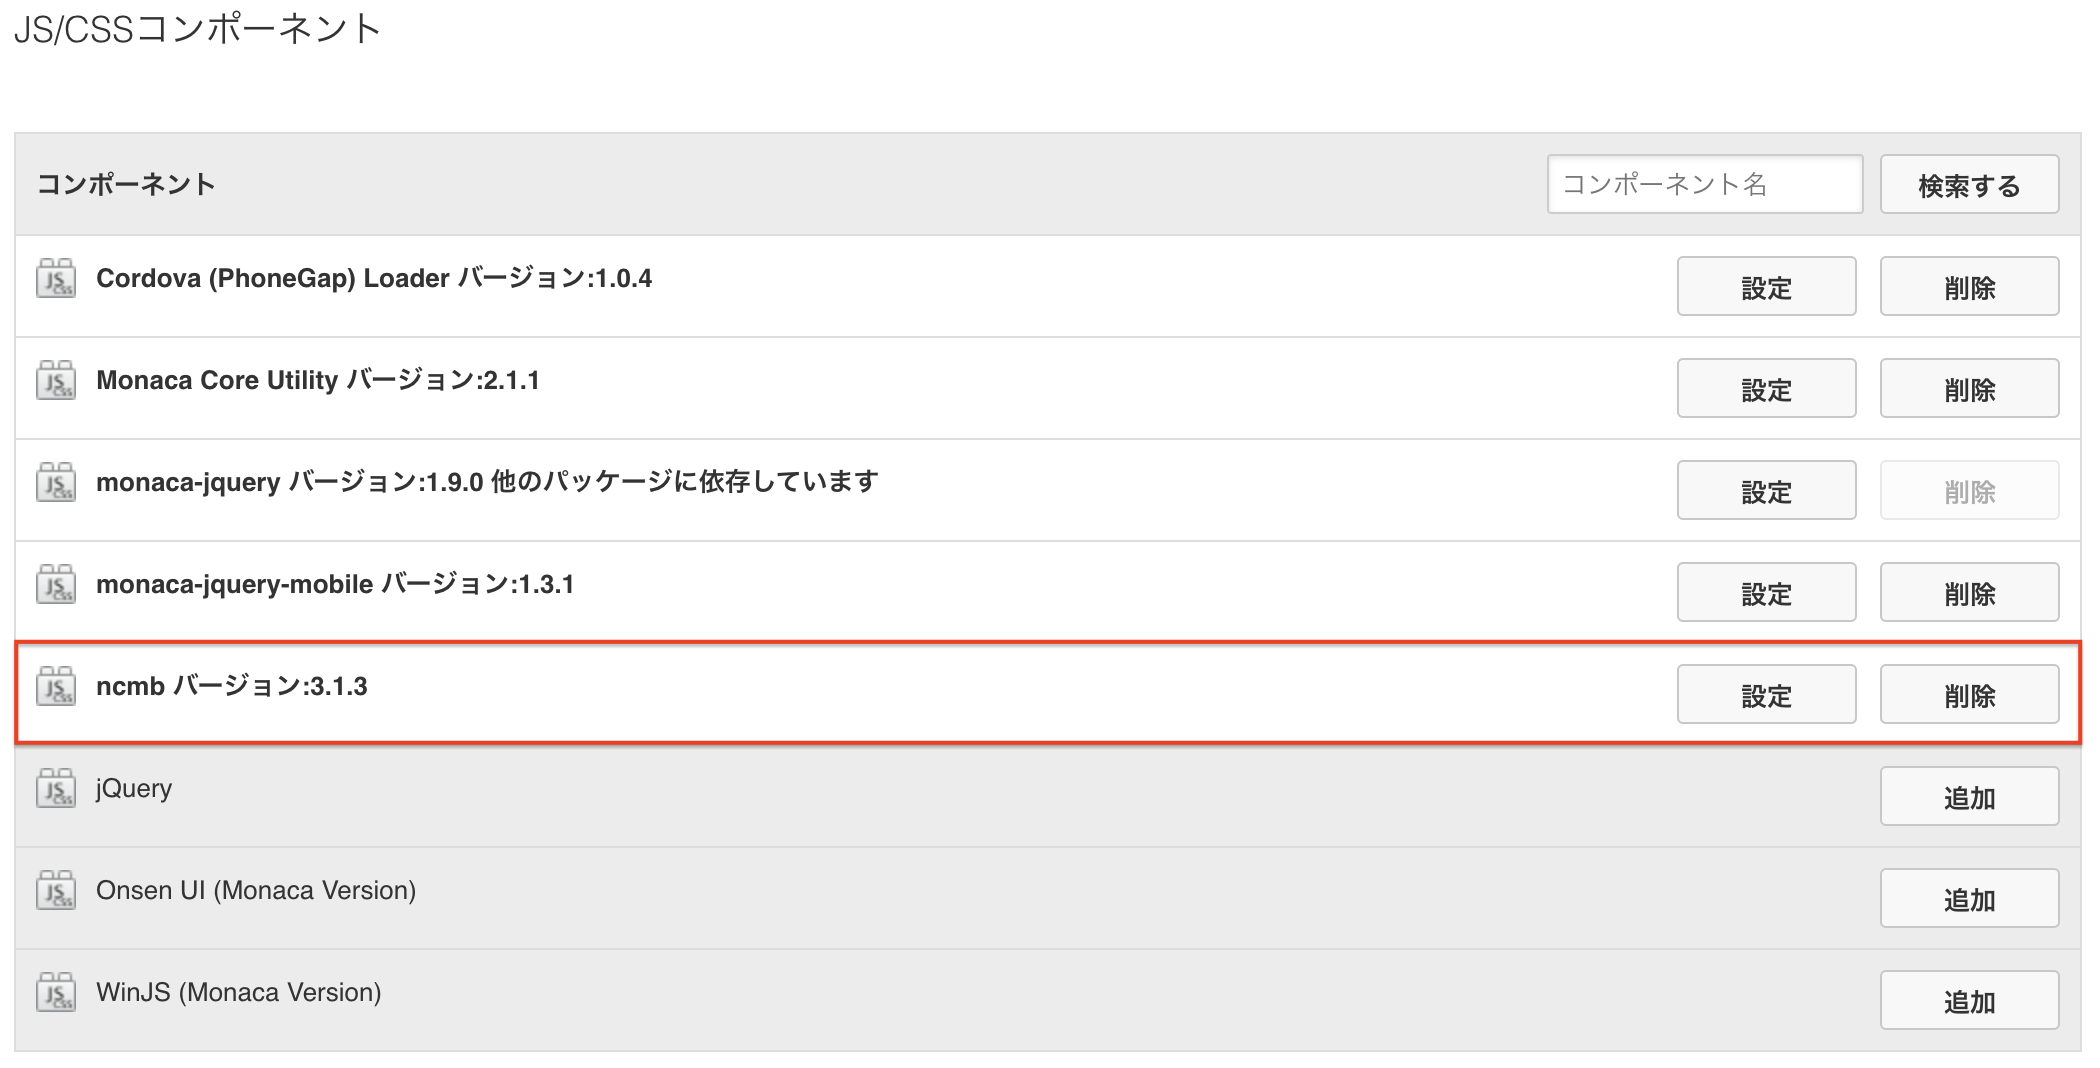 JS/CSSコンポーネント
コンポーネント
コンポーネント名
検索する
Cordova (PhoneGap) Loader バージョン:1.0.4
設定
削除
Monaca Core Utility バージョン:2.1.1
設定
削除
monaca-jquery バージョン:1.9.0 他のパッケージに依存しています
設定
削除
monaca-jquery-mobile バージョン:1.3.1
設定
削除
ncmb バージョン:3.1.3
設定
削除
jQuery
追加
Onsen UI (Monaca Version)
追加
WinJS (Monaca Version)
追加